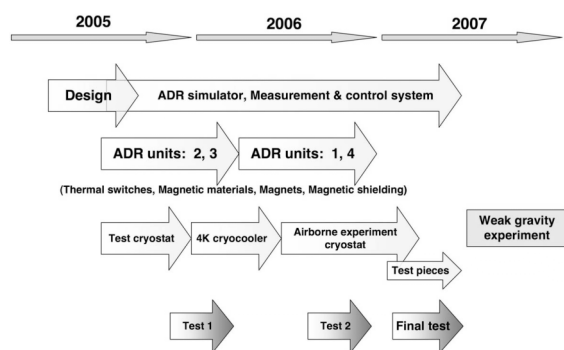 2005
2006
2007
Design
ADR simulator, Measurement & control system
ADR units: 2, 3
ADR units: 1, 4
(Thermal switches, Magnetic materials, Magnets, Magnetic shielding)
Test cryostat
4K cryocooler
Airborne experiment
cryostat
Weak gravity
experiment
Test pieces
Test 1
Test 2
Final test